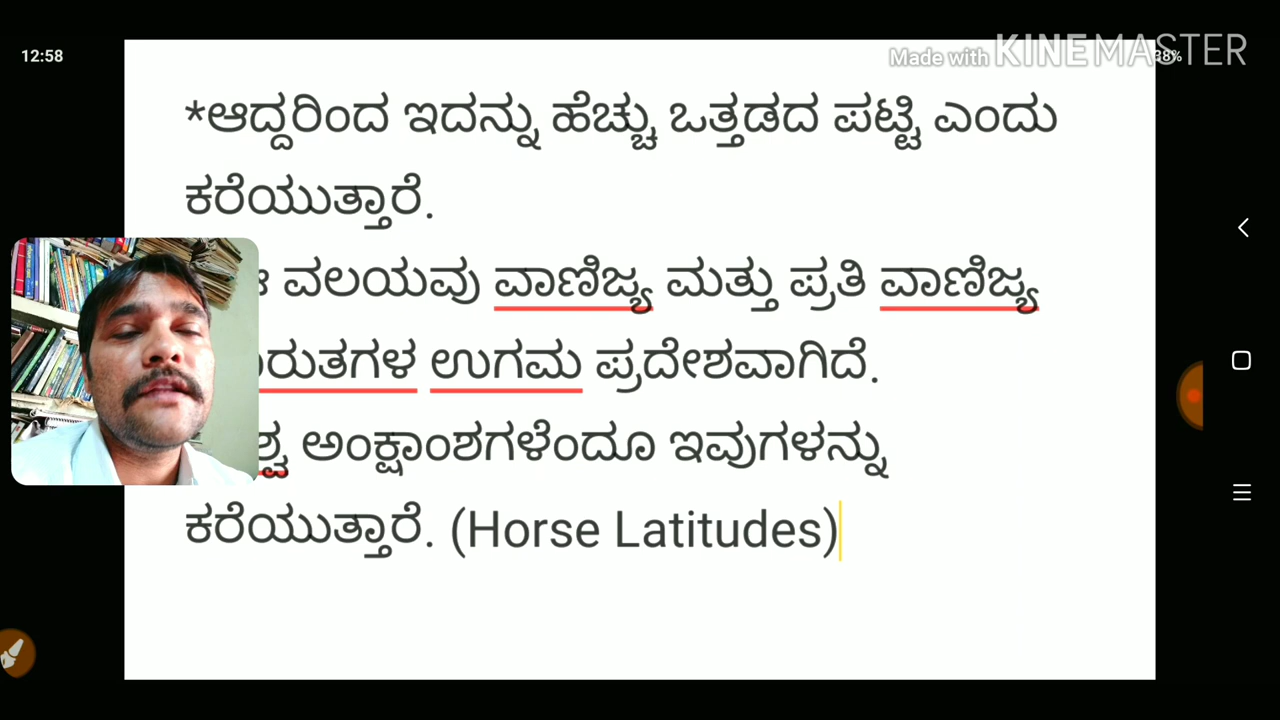 12:58
Made with KINEMASTER
38%
*ಆದ್ದರಿಂದ ಇದನ್ನು ಹೆಚ್ಚು ಒತ್ತಡದ ಪಟ್ಟಿ ಎಂದು
ಕರೆಯುತ್ತಾರೆ.
ವಲಯವು ವಾಣಿಜ್ಯ ಮತ್ತು ಪ್ರತಿ ವಾಣಿಜ್ಯ
ಉಗಮ ಪ್ರದೇಶವಾಗಿದೆ.
ಅಂಕ್ಷಾಂಶಗಳೆಂದೂ ಇವುಗಳನ್ನು
ಕರೆಯುತ್ತಾರೆ. (Horse Latitudes)